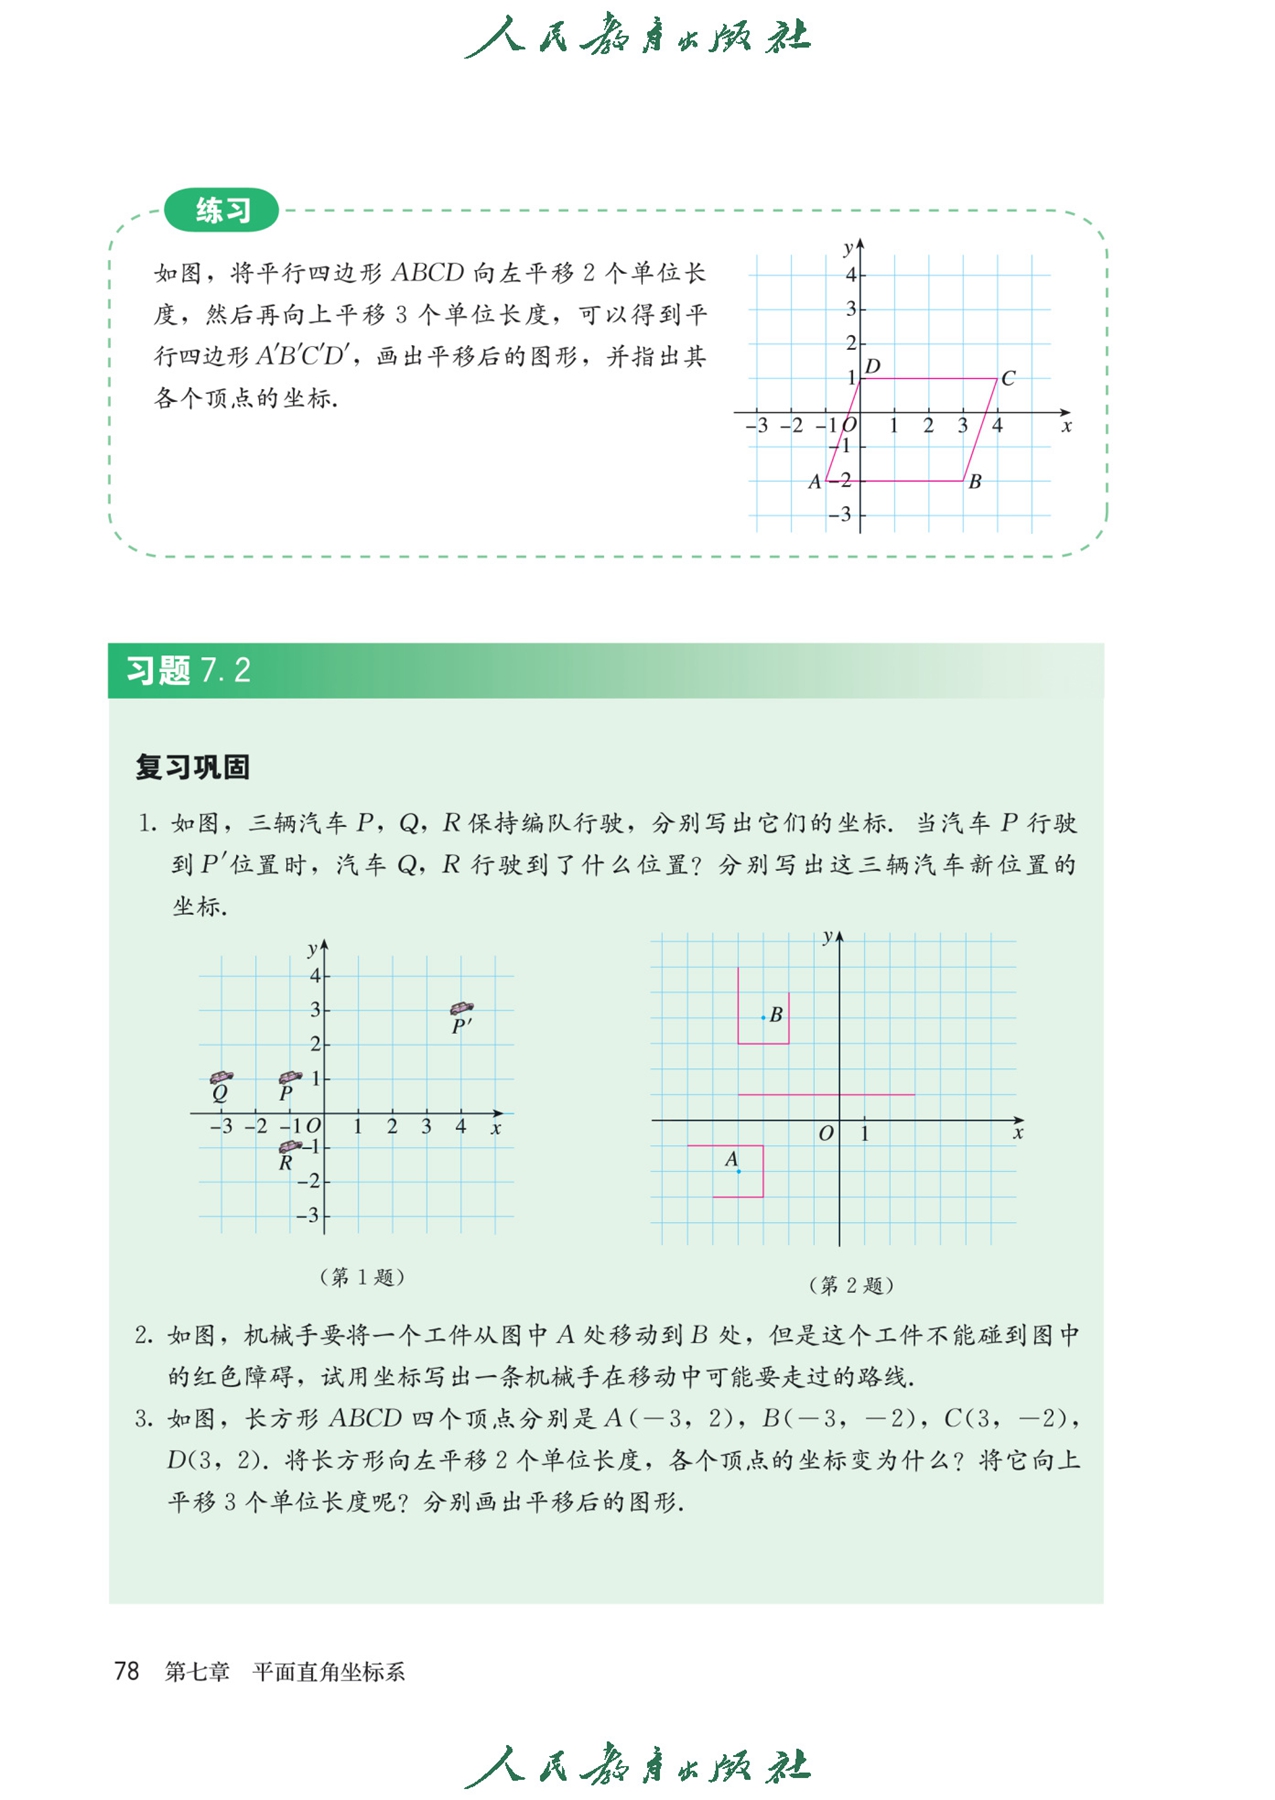 人民教育出版社
练习
如图，将平行四边形 ABCD 向左平移 2 个单位长
度，然后再向上平移 3 个单位长度，可以得到平
行四边形 A′B′C′D′，画出平移后的图形，并指出其
各个顶点的坐标．
y
4
3
2
D
1
C
−3 −2 −1 O 1 2 3 4 x
−1
A −2 B
−3
习题 7.2
复习巩固
1. 如图，三辆汽车 P，Q，R 保持编队行驶，分别写出它们的坐标．当汽车 P 行驶
到 P′位置时，汽车 Q，R 行驶到了什么位置？分别写出这三辆汽车新位置的
坐标．
y
4
3
P′
2
1
Q P
−3 −2 −1 O 1 2 3 4 x
−1
R
−2
−3
（第 1 题）
y
B
O 1 x
A
（第 2 题）
2. 如图，机械手要将一个工件从图中 A 处移动到 B 处，但是这个工件不能碰到图中
的红色障碍，试用坐标写出一条机械手在移动中可能要走过的路线．
3. 如图，长方形 ABCD 四个顶点分别是 A(－3，2)，B(－3，－2)，C(3，－2)，
D(3，2)．将长方形向左平移 2 个单位长度，各个顶点的坐标变为什么？将它向上
平移 3 个单位长度呢？分别画出平移后的图形．
78 第七章 平面直角坐标系
人民教育出版社